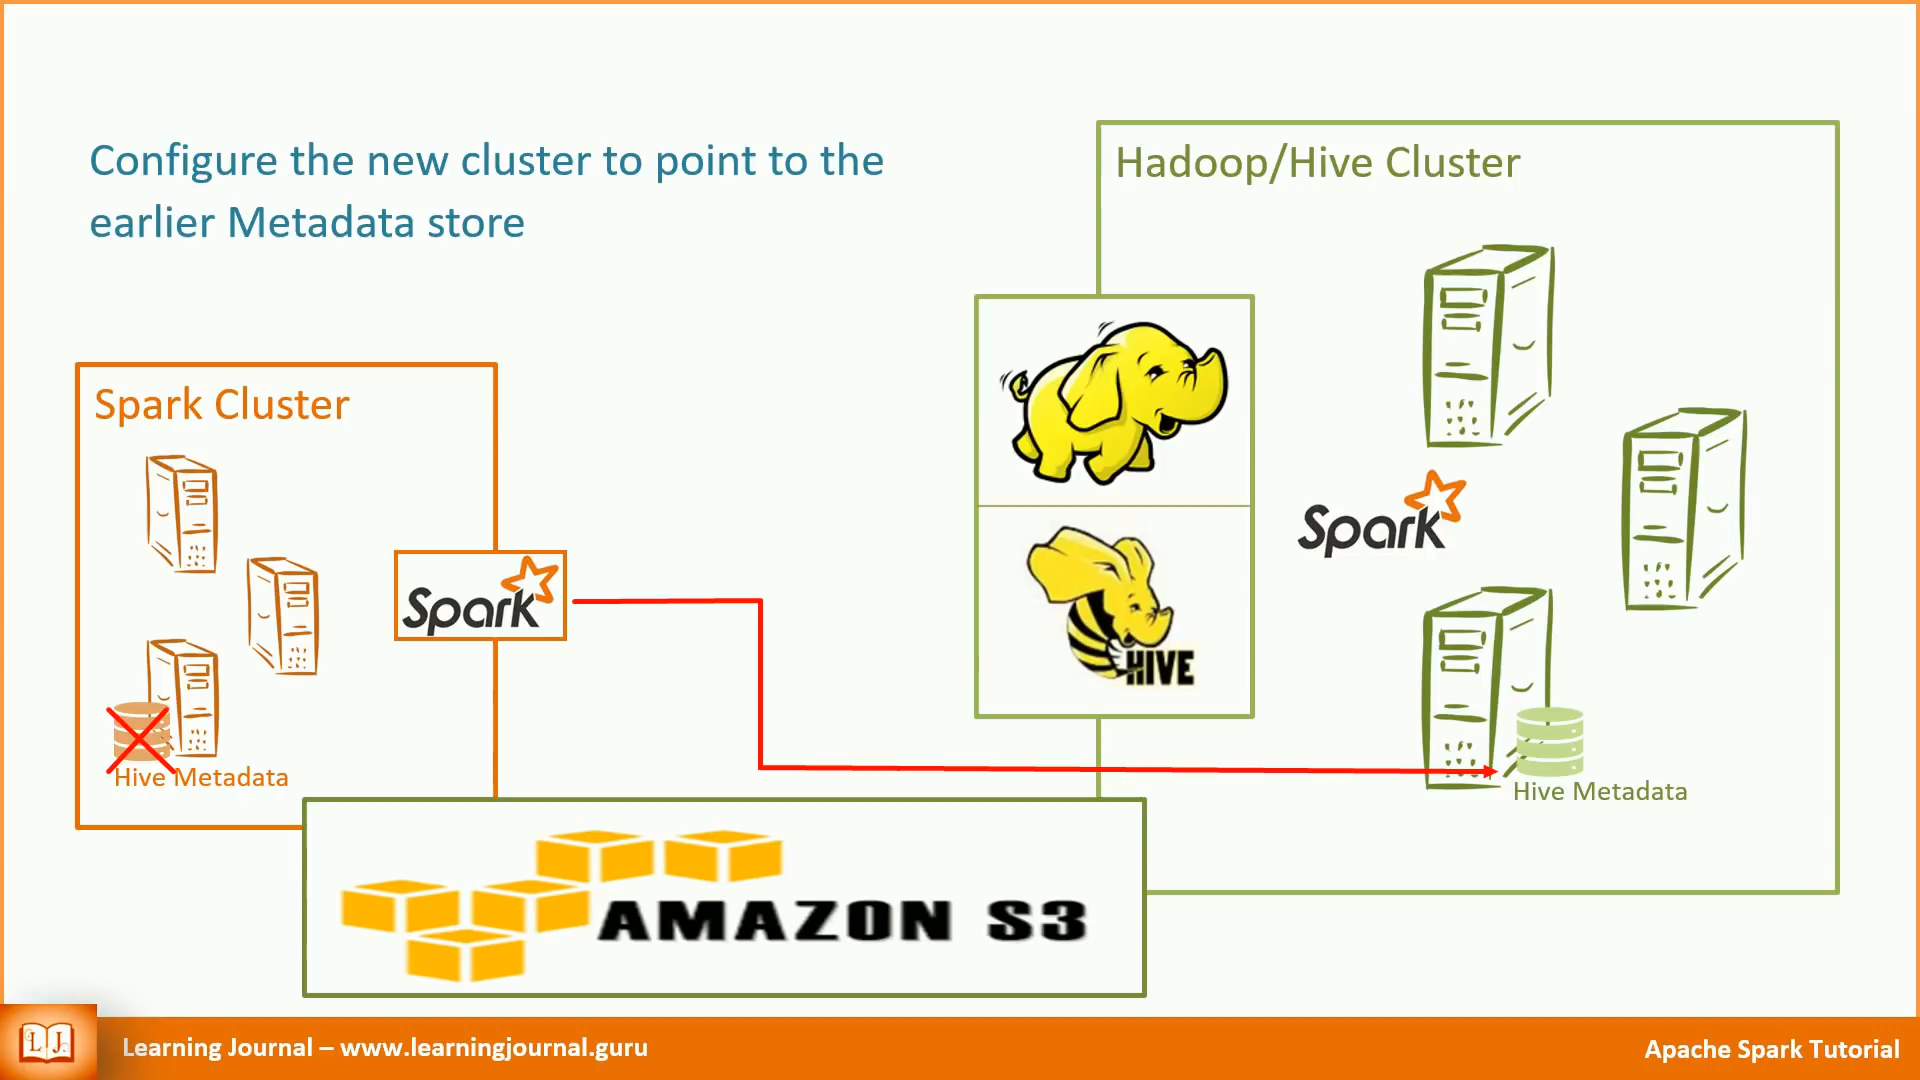 Configure the new cluster to point to the
earlier Metadata store
Hadoop/Hive Cluster
Spark Cluster
Spark
HIVE
Spark
Hive Metadata
Hive Metadata
AMAZON S3
LJ
Learning Journal – www.learningjournal.guru
Apache Spark Tutorial